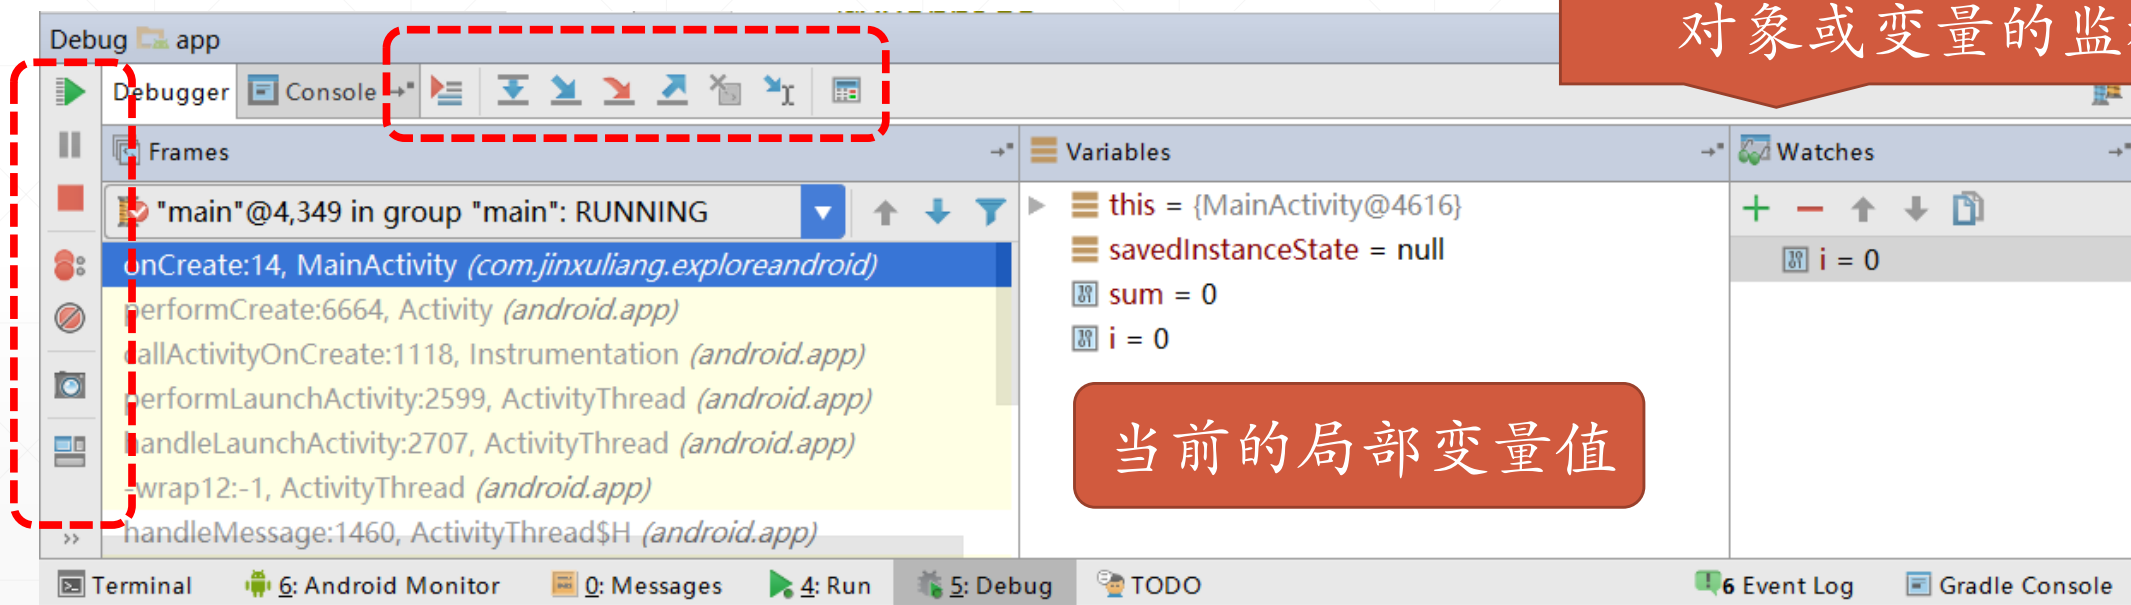 对象或变量的监
Debug app
Debugger Console
Frames
Variables
Watches
"main"@4,349 in group "main": RUNNING
onCreate:14, MainActivity (com.jinxuliang.exploreandroid)
performCreate:6664, Activity (android.app)
callActivityOnCreate:1118, Instrumentation (android.app)
performLaunchActivity:2599, ActivityThread (android.app)
handleLaunchActivity:2707, ActivityThread (android.app)
-wrap12:-1, ActivityThread (android.app)
handleMessage:1460, ActivityThread$H (android.app)
this = {MainActivity@4616}
savedInstanceState = null
sum = 0
i = 0
当前的局部变量值
i = 0
Terminal 6: Android Monitor 0: Messages 4: Run 5: Debug TODO 6 Event Log Gradle Console